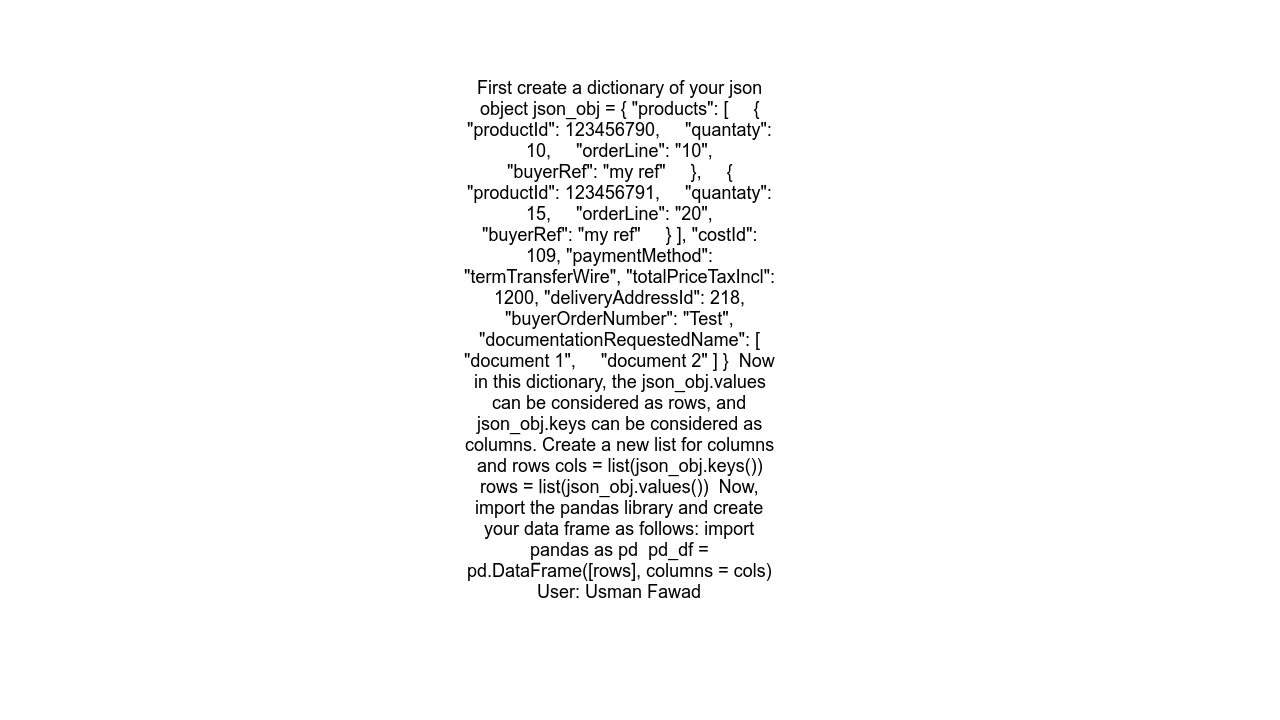 First create a dictionary of your json
object json_obj = { "products": [     {
"productId": 123456790,     "quantaty":
10,     "orderLine": "10",
"buyerRef": "my ref"     },     {
"productId": 123456791,     "quantaty":
15,     "orderLine": "20",
"buyerRef": "my ref"     } ], "costId":
109, "paymentMethod":
"termTransferWire", "totalPriceTaxIncl":
1200, "deliveryAddressId": 218,
"buyerOrderNumber": "Test",
"documentationRequestedName": [
"document 1",     "document 2" ] }  Now
in this dictionary, the json_obj.values
can be considered as rows, and
json_obj.keys can be considered as
columns. Create a new list for columns
and rows cols = list(json_obj.keys())
rows = list(json_obj.values())  Now,
import the pandas library and create
your data frame as follows: import
pandas as pd  pd_df =
pd.DataFrame([rows], columns = cols)
User: Usman Fawad